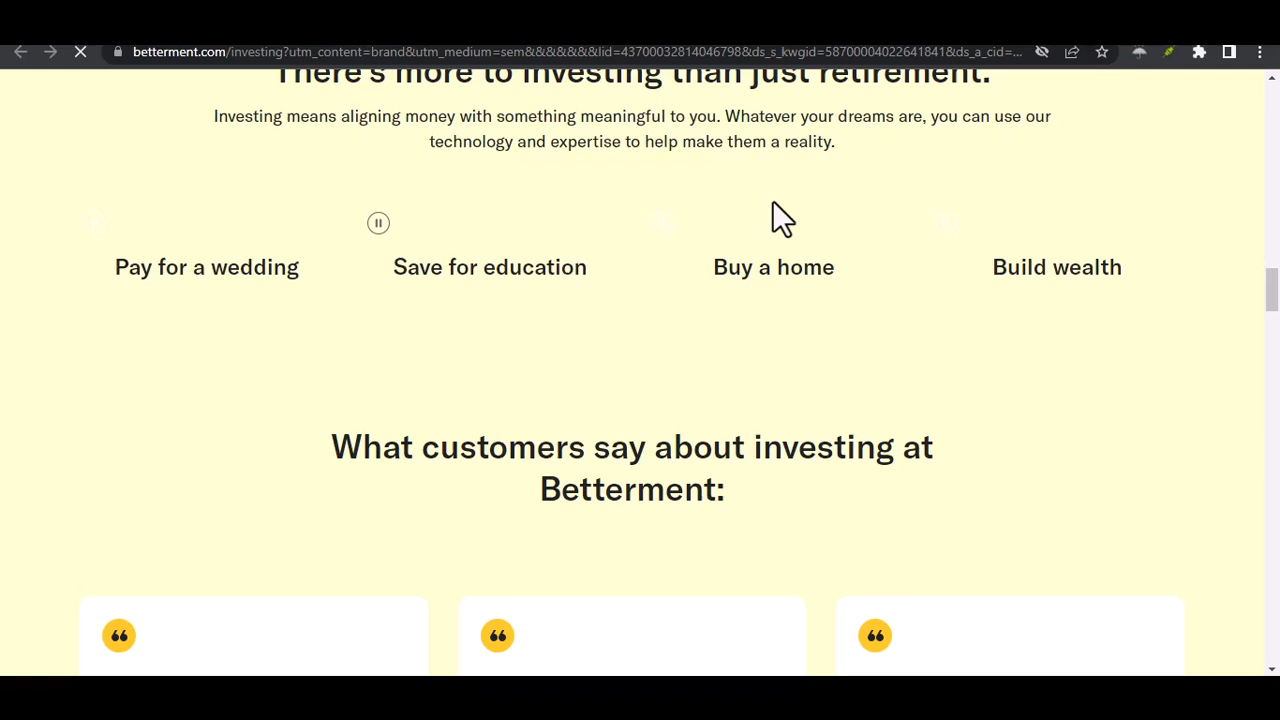 betterment.com/investing?utm_content=brand&utm_medium=sem&&&&&&&lid=43700032814046798&ds_s_kwgid=58700004022641841&ds_a_cid=...
There's more to investing than just retirement.
Investing means aligning money with something meaningful to you. Whatever your dreams are, you can use our
technology and expertise to help make them a reality.
Pay for a wedding
Save for education
Buy a home
Build wealth
What customers say about investing at
Betterment: